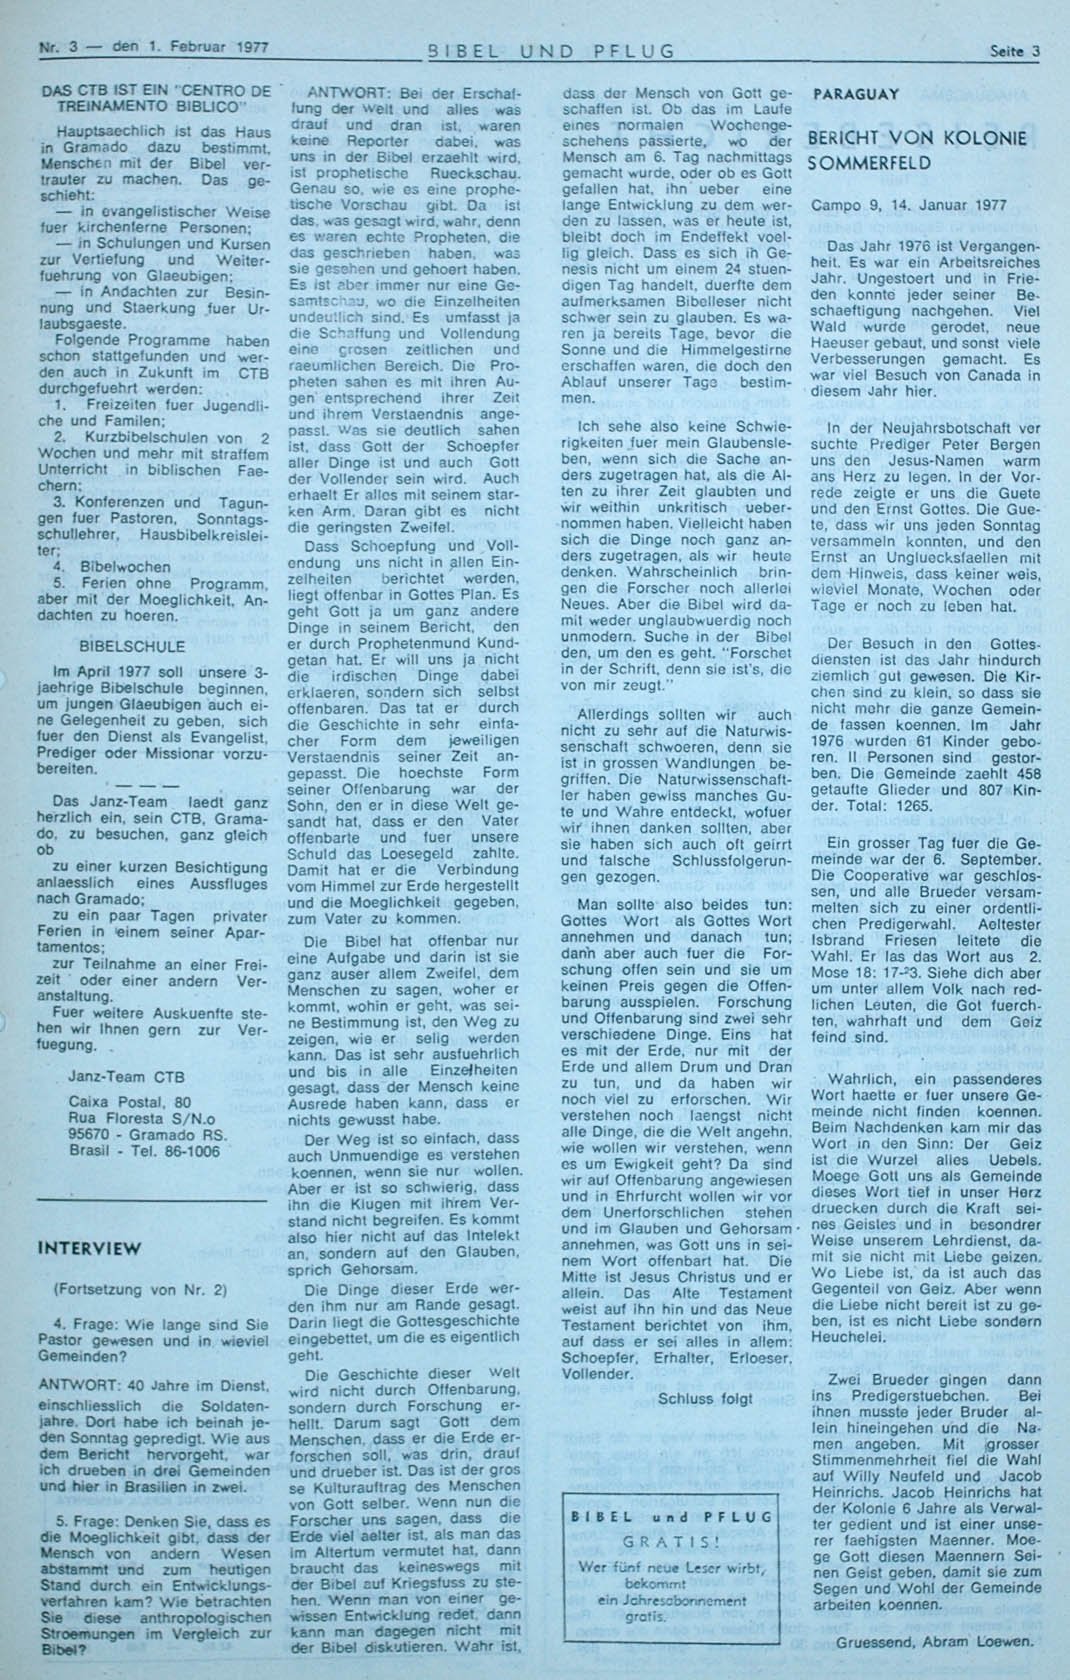 Nr. 3 — den 1. Februar 1977
BIBEL UND PFLUG
Seite 3
DAS CTB IST EIN "CENTRO DE
TREINAMENTO BIBLICO"
Hauptsaechlich ist das Haus
in Gramado dazu bestimmt,
Menschen mit der Bibel ver-
trauter zu machen. Das ge-
schieht:
— in evangelistischer Weise
fuer kirchenferne Personen;
— in Schulungen und Kursen
zur Vertiefung und Weiter-
fuehrung von Glaeubigen;
— in Andachten zur Besin-
nung und Staerkung fuer Ur-
laubsgaeste.
Folgende Programme haben
schon stattgefunden und wer-
den auch in Zukunft im CTB
durchgefuehrt werden:
1. Freizeiten fuer Jugendli-
che und Familen;
2. Kurzbibelschulen von 2
Wochen und mehr mit straffem
Unterricht in biblischen Fae-
chern;
3. Konferenzen und Tagun-
gen fuer Pastoren, Sonntags-
schullehrer, Hausbibelkreislei-
ter;
4. Bibelwochen
5. Ferien ohne Programm,
aber mit der Moeglichkeit, An-
dachten zu hoeren.
BIBELSCHULE
Im April 1977 soll unsere 3-
jaehrige Bibelschule beginnen,
um jungen Glaeubigen auch ei-
ne Gelegenheit zu geben, sich
fuer den Dienst als Evangelist,
Prediger oder Missionar vorzu-
bereiten.
— — —
Das Janz-Team laedt ganz
herzlich ein, sein CTB, Grama-
do, zu besuchen, ganz gleich
ob
zu einer kurzen Besichtigung
anlaesslich eines Aussfluges
nach Gramado;
zu ein paar Tagen privater
Ferien in einem seiner Apar-
tamentos;
zur Teilnahme an einer Frei-
zeit oder einer andern Ver-
anstaltung.
Fuer weitere Auskuenfte ste-
hen wir Ihnen gern zur Ver-
fuegung.
Janz-Team CTB
Caixa Postal, 80
Rua Floresta S/N.o
95670 - Gramado RS.
Brasil - Tel. 86-1006
INTERVIEW
(Fortsetzung von Nr. 2)
4. Frage: Wie lange sind Sie
Pastor gewesen und in wieviel
Gemeinden?
ANTWORT: 40 Jahre im Dienst,
einschliesslich die Soldaten-
jahre. Dort habe ich beinah je-
den Sonntag gepredigt. Wie aus
dem Bericht hervorgeht, war
ich drueben in drei Gemeinden
und hier in Brasilien in zwei.
5. Frage: Denken Sie, dass es
die Moeglichkeit gibt, dass der
Mensch von andern Wesen
abstammt und zum heutigen
Stand durch ein Entwicklungs-
verfahren kam? Wie betrachten
Sie diese anthropologischen
Stroemungen im Vergleich zur
Bibel?
ANTWORT: Bei der Erschaf-
fung der Welt und alles was
drauf und dran ist, waren
keine Reporter dabei, was
uns in der Bibel erzaehlt wird,
ist prophetische Rueckschau.
Genau so, wie es eine prophe-
tische Vorschau gibt. Da ist
das, was gesagt wird, wahr, denn
es waren echte Propheten, die
das geschrieben haben, was
sie gesehen und gehoert haben.
Es ist aber immer nur eine Ge-
samtschau, wo die Einzelheiten
undeutlich sind. Es umfasst ja
die Schaffung und Vollendung
eine grosen zeitlichen und
raeumlichen Bereich. Die Pro-
pheten sahen es mit ihren Au-
gen entsprechend ihrer Zeit
und ihrem Verstaendnis ange-
passt. Was sie deutlich sahen
ist, dass Gott der Schoepfer
aller Dinge ist und auch Gott
der Vollender sein wird. Auch
erhaelt Er alles mit seinem star-
ken Arm. Daran gibt es nicht
die geringsten Zweifel.
Dass Schoepfung und Voll-
endung uns nicht in allen Ein-
zelheiten berichtet werden,
liegt offenbar in Gottes Plan. Es
geht Gott ja um ganz andere
Dinge in seinem Bericht, den
er durch Prophetenmund Kund-
getan hat. Er will uns ja nicht
die irdischen Dinge dabei
erklaeren, sondern sich selbst
offenbaren. Das tat er durch
die Geschichte in sehr einfa-
cher Form dem jeweiligen
Verstaendnis seiner Zeit an-
gepasst. Die hoechste Form
seiner Offenbarung war der
Sohn, den er in diese Welt ge-
sandt hat, dass er den Vater
offenbarte und fuer unsere
Schuld das Loesegeld zahlte.
Damit hat er die Verbindung
vom Himmel zur Erde hergestellt
und die Moeglichkeit gegeben,
zum Vater zu kommen.
Die Bibel hat offenbar nur
eine Aufgabe und darin ist sie
ganz auser allem Zweifel, dem
Menschen zu sagen, woher er
kommt, wohin er geht, was sei-
ne Bestimmung ist, den Weg zu
zeigen, wie er selig werden
kann. Das ist sehr ausfuehrlich
und bis in alle Einzelheiten
gesagt, dass der Mensch keine
Ausrede haben kann, dass er
nichts gewusst habe.
Der Weg ist so einfach, dass
auch Unmuendige es verstehen
koennen, wenn sie nur wollen.
Aber er ist so schwierig, dass
ihn die Klugen mit ihrem Ver-
stand nicht begreifen. Es kommt
also hier nicht auf das Intelekt
an, sondern auf den Glauben,
sprich Gehorsam.
Die Dinge dieser Erde wer-
den ihm nur am Rande gesagt.
Darin liegt die Gottesgeschichte
eingebettet, um die es eigentlich
geht.
Die Geschichte dieser Welt
wird nicht durch Offenbarung,
sondern durch Forschung er-
hellt. Darum sagt Gott dem
Menschen, dass er die Erde er-
forschen soll, was drin, drauf
und drueber ist. Das ist der gros
se Kulturauftrag des Menschen
von Gott selber. Wenn nun die
Forscher uns sagen, dass die
Erde viel aelter ist, als man das
im Altertum vermutet hat, dann
braucht das keineswegs mit
der Bibel auf Kriegsfuss zu ste-
hen. Wenn man von einer ge-
wissen Entwicklung redet, dann
kann man dagegen nicht mit
der Bibel diskutieren. Wahr ist,
dass der Mensch von Gott ge-
schaffen ist. Ob das im Laufe
eines normalen Wochenge-
schehens passierte, wo der
Mensch am 6. Tag nachmittags
gemacht wurde, oder ob es Gott
gefallen hat, ihn ueber eine
lange Entwicklung zu dem wer-
den zu lassen, was er heute ist,
bleibt doch im Endeffekt voel-
lig gleich. Dass es sich in Ge-
nesis nicht um einem 24 stuen-
digen Tag handelt, duerfte dem
aufmerksamen Bibelleser nicht
schwer sein zu glauben. Es wa-
ren ja bereits Tage, bevor die
Sonne und die Himmelgestirne
erschaffen waren, die doch den
Ablauf unserer Tage bestim-
men.
Ich sehe also keine Schwie-
rigkeiten fuer mein Glaubensle-
ben, wenn sich die Sache an-
ders zugetragen hat, als die Al-
ten zu ihrer Zeit glaubten und
wir weithin unkritisch ueber-
nommen haben. Vielleicht haben
sich die Dinge noch ganz an-
ders zugetragen, als wir heute
denken. Wahrscheinlich brin-
gen die Forscher noch allerlei
Neues. Aber die Bibel wird da-
mit weder unglaubwuerdig noch
unmodern. Suche in der Bibel
den, um den es geht. "Forschet
in der Schrift, denn sie ist's, die
von mir zeugt."
Allerdings sollten wir auch
nicht zu sehr auf die Naturwis-
senschaft schwoeren, denn sie
ist in grossen Wandlungen be-
griffen. Die Naturwissenschaft-
ler haben gewiss manches Gu-
te und Wahre entdeckt, wofuer
wir ihnen danken sollten, aber
sie haben sich auch oft geirrt
und falsche Schlussfolgerun-
gen gezogen.
Man sollte also beides tun:
Gottes Wort als Gottes Wort
annehmen und danach tun;
dann aber auch fuer die For-
schung offen sein und sie um
keinen Preis gegen die Offen-
barung ausspielen. Forschung
und Offenbarung sind zwei sehr
verschiedene Dinge. Eins hat
es mit der Erde, nur mit der
Erde und allem Drum und Dran
zu tun, und da haben wir
noch viel zu erforschen. Wir
verstehen noch laengst nicht
alle Dinge, die die Welt angehn,
wie wollen wir verstehen, wenn
es um Ewigkeit geht? Da sind
wir auf Offenbarung angewiesen
und in Ehrfurcht wollen wir vor
dem Unerforschlichen stehen
und im Glauben und Gehorsam
annehmen, was Gott uns in sei-
nem Wort offenbart hat. Die
Mitte ist Jesus Christus und er
allein. Das Alte Testament
weist auf ihn hin und das Neue
Testament berichtet von ihm,
auf dass er sei alles in allem:
Schoepfer, Erhalter, Erloeser,
Vollender.
Schluss folgt
BIBEL und PFLUG
GRATIS!
Wer fünf neue Leser wirbt,
bekommt
ein Jahresabonnement
gratis.
PARAGUAY
BERICHT VON KOLONIE
SOMMERFELD
Campo 9, 14. Januar 1977
Das Jahr 1976 ist Vergangen-
heit. Es war ein Arbeitsreiches
Jahr. Ungestoert und in Frie-
den konnte jeder seiner Be-
schaeftigung nachgehen. Viel
Wald wurde gerodet, neue
Haeuser gebaut, und sonst viele
Verbesserungen gemacht. Es
war viel Besuch von Canada in
diesem Jahr hier.
In der Neujahrsbotschaft ver
suchte Prediger Peter Bergen
uns den Jesus-Namen warm
ans Herz zu legen. In der Vor-
rede zeigte er uns die Guete
und den Ernst Gottes. Die Gue-
te, dass wir uns jeden Sonntag
versammeln konnten, und den
Ernst an Ungluecksfaellen mit
dem Hinweis, dass keiner weis,
wieviel Monate, Wochen oder
Tage er noch zu leben hat.
Der Besuch in den Gottes-
diensten ist das Jahr hindurch
ziemlich gut gewesen. Die Kir-
chen sind zu klein, so dass sie
nicht mehr die ganze Gemein-
de fassen koennen. Im Jahr
1976 wurden 61 Kinder gebo-
ren. II Personen sind gestor-
ben. Die Gemeinde zaehlt 458
getaufte Glieder und 807 Kin-
der. Total: 1265.
Ein grosser Tag fuer die Ge-
meinde war der 6. September.
Die Cooperative war geschlos-
sen, und alle Brueder versam-
melten sich zu einer ordentli-
chen Predigerwahl. Aeltester
Isbrand Friesen leitete die
Wahl. Er las das Wort aus 2.
Mose 18: 17-23. Siehe dich aber
um unter allem Volk nach red-
lichen Leuten, die Got fuerch-
ten, wahrhaft und dem Geiz
feind sind.
Wahrlich, ein passenderes
Wort haette er fuer unsere Ge-
meinde nicht finden koennen.
Beim Nachdenken kam mir das
Wort in den Sinn: Der Geiz
ist die Wurzel alles Uebels.
Moege Gott uns als Gemeinde
dieses Wort tief in unser Herz
druecken durch die Kraft sei-
nes Geistes und in besondrer
Weise unserem Lehrdienst, da-
mit sie nicht mit Liebe geizen.
Wo Liebe ist, da ist auch das
Gegenteil von Geiz. Aber wenn
die Liebe nicht bereit ist zu ge-
ben, ist es nicht Liebe sondern
Heuchelei.
Zwei Brueder gingen dann
ins Predigerstuebchen. Bei
ihnen musste jeder Bruder al-
lein hineingehen und die Na-
men angeben. Mit grosser
Stimmenmehrheit fiel die Wahl
auf Willy Neufeld und Jacob
Heinrichs. Jacob Heinrichs hat
der Kolonie 6 Jahre als Verwal-
ter gedient und ist einer unse-
rer faehigsten Maenner. Moe-
ge Gott diesen Maennern Sei-
nen Geist geben, damit sie zum
Segen und Wohl der Gemeinde
arbeiten koennen.
Gruessend, Abram Loewen.